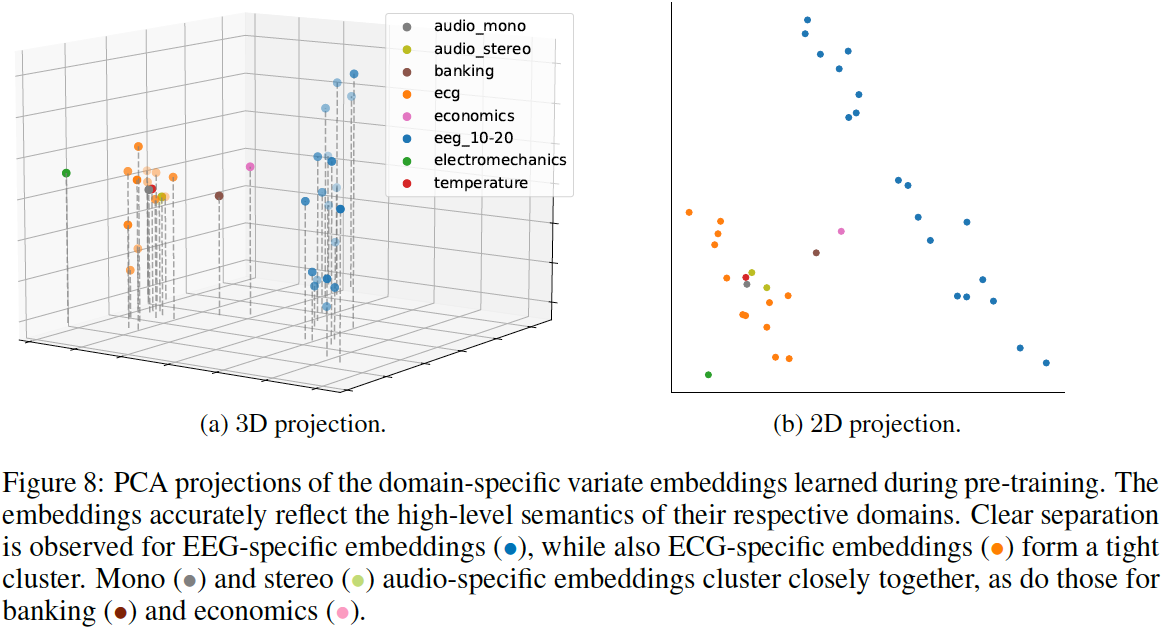 audio_mono
audio_stereo
banking
ecg
economics
eeg_10-20
electromechanics
temperature
(a) 3D projection.
(b) 2D projection.
Figure 8: PCA projections of the domain-specific variate embeddings learned during pre-training. The
embeddings accurately reflect the high-level semantics of their respective domains. Clear separation
is observed for EEG-specific embeddings (●), while also ECG-specific embeddings (●) form a tight
cluster. Mono (●) and stereo (●) audio-specific embeddings cluster closely together, as do those for
banking (●) and economics (●).